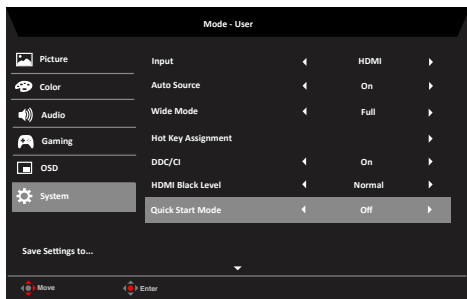 Mode - User
Picture
Color
Audio
Gaming
OSD
System
Save Settings to...
Input HDMI
Auto Source On
Wide Mode Full
Hot Key Assignment
DDC/CI On
HDMI Black Level Normal
Quick Start Mode Off
Move Enter